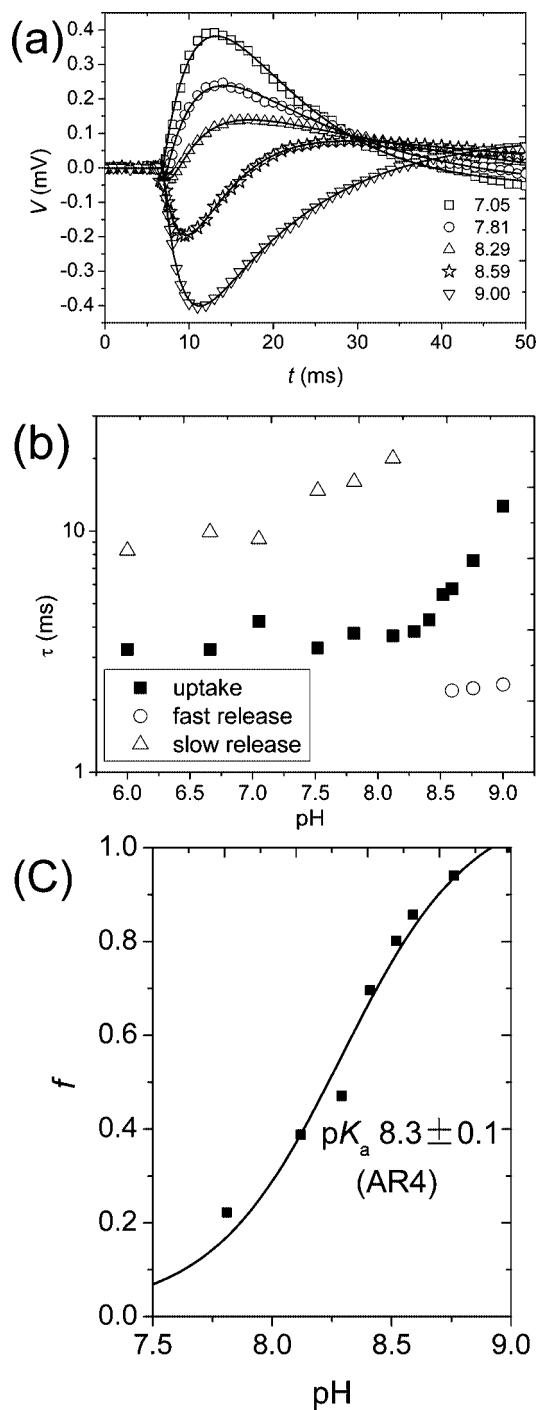 (a)
0.4
0.3
0.2
0.1
0.0
-0.1
-0.2
-0.3
-0.4
V (mV)
7.05
7.81
8.29
8.59
9.00
0 10 20 30 40 50
t (ms)
(b)
10
1
τ (ms)
uptake
fast release
slow release
6.0 6.5 7.0 7.5 8.0 8.5 9.0
pH
(C)
1.0
0.8
0.6
0.4
0.2
0.0
f
pKa 8.3 ± 0.1
(AR4)
7.5 8.0 8.5 9.0
pH